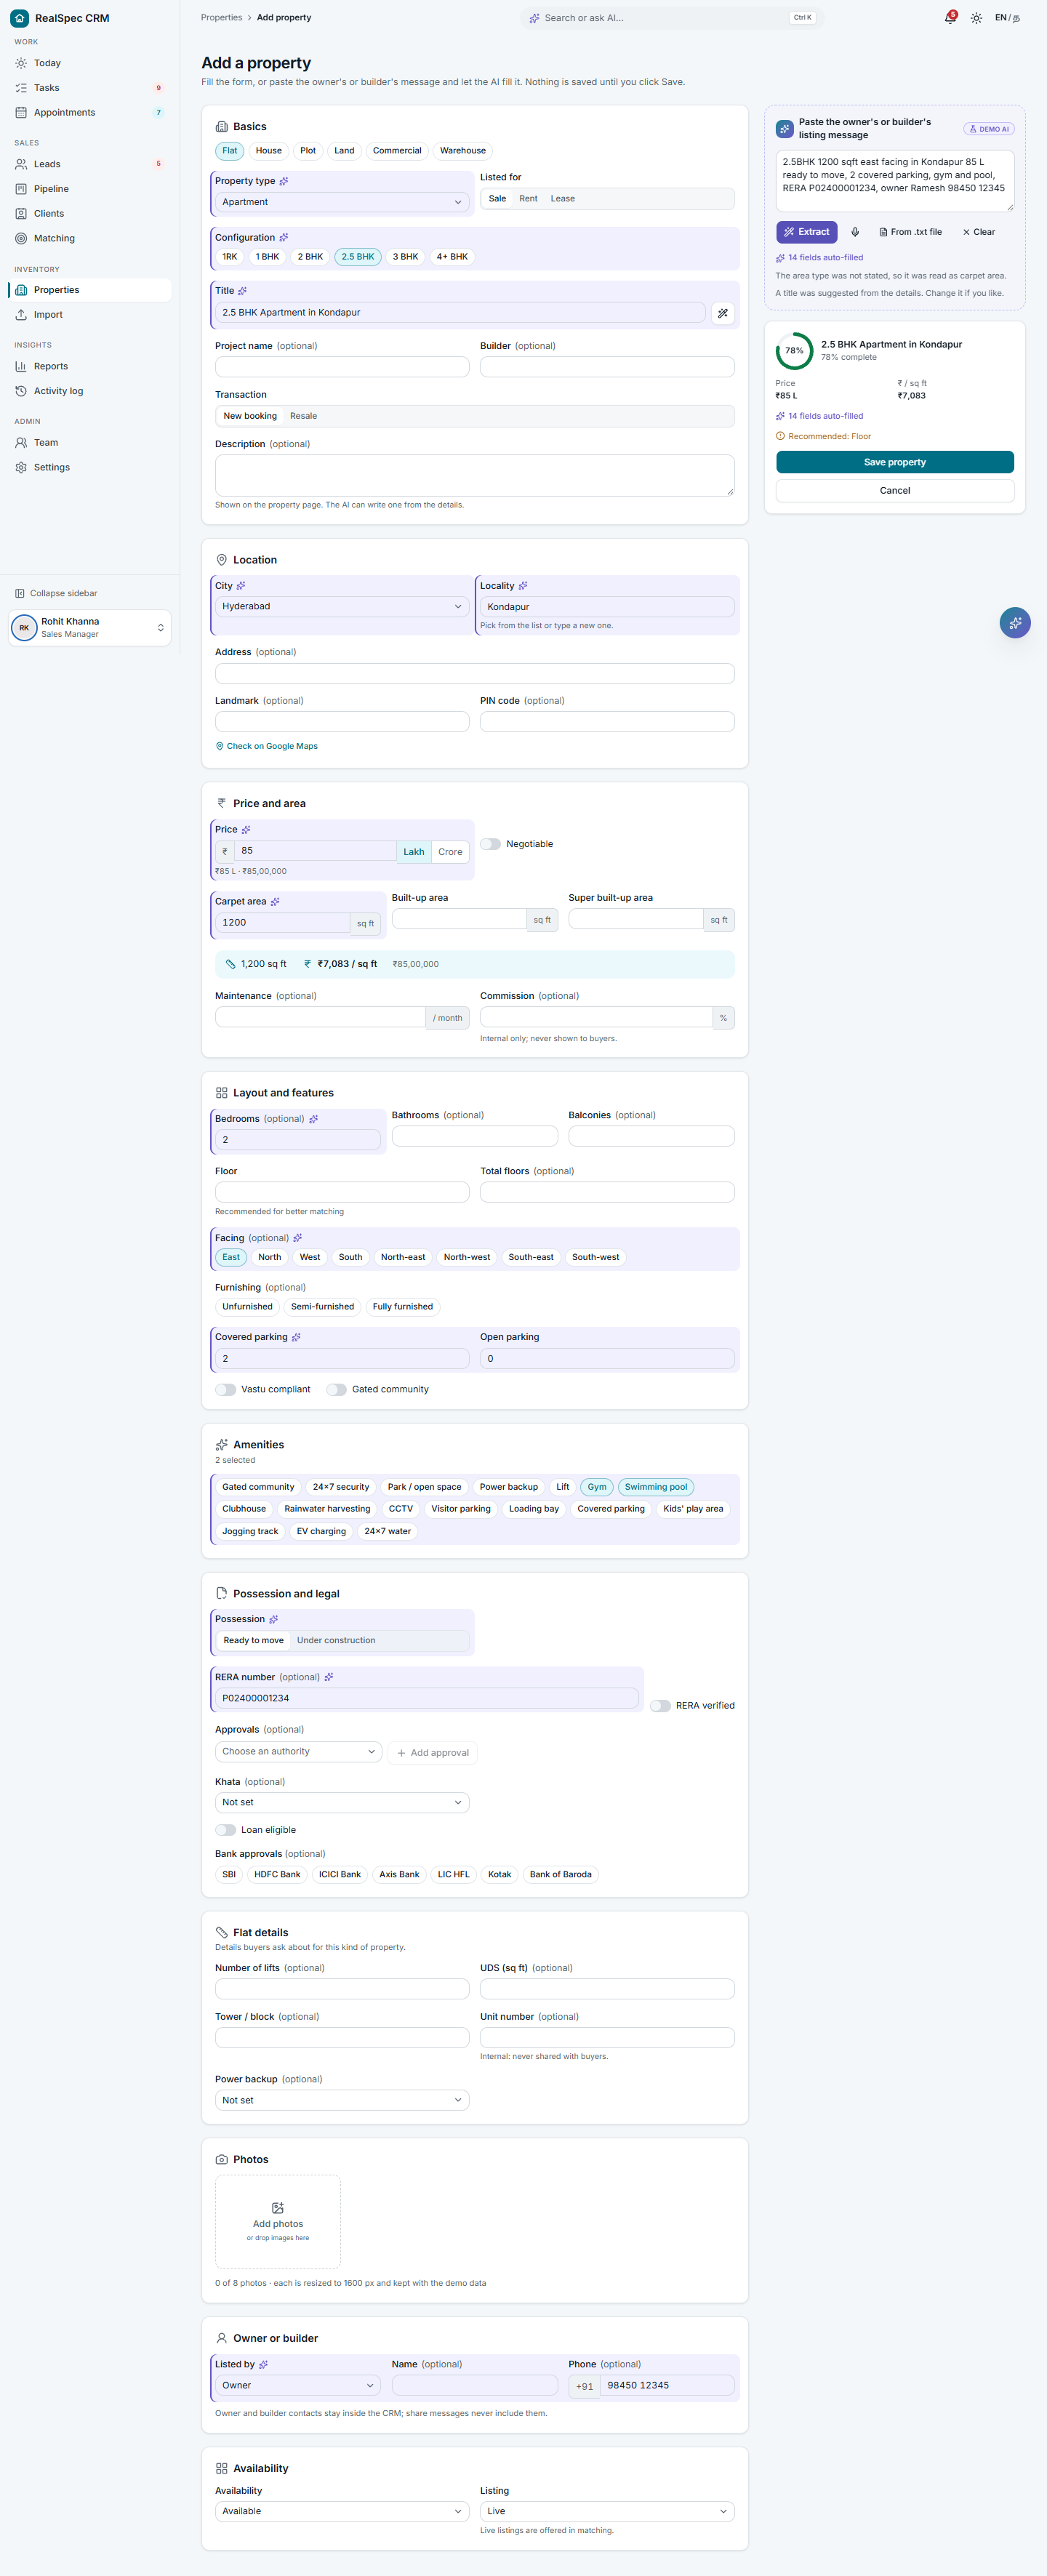 RealSpec CRM
WORK
Today
Tasks 9
Appointments 7
SALES
Leads 5
Pipeline
Clients
Matching
INVENTORY
Properties
Import
INSIGHTS
Reports
Activity log
ADMIN
Team
Settings
Collapse sidebar
RK
Rohit Khanna
Sales Manager
Properties > Add property
Search or ask AI...
Ctrl K
5
EN / த
Add a property
Fill the form, or paste the owner's or builder's message and let the AI fill it. Nothing is saved until you click Save.
Basics
Flat House Plot Land Commercial Warehouse
Property type
Apartment
Listed for
Sale Rent Lease
Configuration
1RK 1 BHK 2 BHK 2.5 BHK 3 BHK 4+ BHK
Title
2.5 BHK Apartment in Kondapur
Project name (optional)
Builder (optional)
Transaction
New booking Resale
Description (optional)
Shown on the property page. The AI can write one from the details.
Location
City
Hyderabad
Locality
Kondapur
Pick from the list or type a new one.
Address (optional)
Landmark (optional)
PIN code (optional)
Check on Google Maps
Price and area
Price
₹ 85 Lakh Crore
₹85 L · ₹85,00,000
Negotiable
Carpet area
1200 sq ft
Built-up area
sq ft
Super built-up area
sq ft
1,200 sq ft ₹ ₹7,083 / sq ft ₹85,00,000
Maintenance (optional)
/ month
Commission (optional)
%
Internal only; never shown to buyers.
Layout and features
Bedrooms (optional)
2
Bathrooms (optional)
Balconies (optional)
Floor
Total floors (optional)
Recommended for better matching
Facing (optional)
East North West South North-east North-west South-east South-west
Furnishing (optional)
Unfurnished Semi-furnished Fully furnished
Covered parking
2
Open parking
0
Vastu compliant Gated community
Amenities
2 selected
Gated community 24×7 security Park / open space Power backup Lift Gym Swimming pool
Clubhouse Rainwater harvesting CCTV Visitor parking Loading bay Covered parking Kids' play area
Jogging track EV charging 24×7 water
Possession and legal
Possession
Ready to move Under construction
RERA number (optional)
P02400001234
RERA verified
Approvals (optional)
Choose an authority
+ Add approval
Khata (optional)
Not set
Loan eligible
Bank approvals (optional)
SBI HDFC Bank ICICI Bank Axis Bank LIC HFL Kotak Bank of Baroda
Flat details
Details buyers ask about for this kind of property.
Number of lifts (optional)
UDS (sq ft) (optional)
Tower / block (optional)
Unit number (optional)
Internal: never shared with buyers.
Power backup (optional)
Not set
Photos
Add photos
or drop images here
0 of 8 photos · each is resized to 1600 px and kept with the demo data
Owner or builder
Listed by
Owner
Name (optional)
Phone (optional)
+91 98450 12345
Owner and builder contacts stay inside the CRM; share messages never include them.
Availability
Availability
Available
Listing
Live
Live listings are offered in matching.
Paste the owner's or builder's
listing message
DEMO AI
2.5BHK 1200 sqft east facing in Kondapur 85 L
ready to move, 2 covered parking, gym and pool,
RERA P02400001234, owner Ramesh 98450 12345
Extract
From .txt file
Clear
14 fields auto-filled
The area type was not stated, so it was read as carpet area.
A title was suggested from the details. Change it if you like.
78%
2.5 BHK Apartment in Kondapur
78% complete
Price
₹85 L
₹ / sq ft
₹7,083
14 fields auto-filled
Recommended: Floor
Save property
Cancel